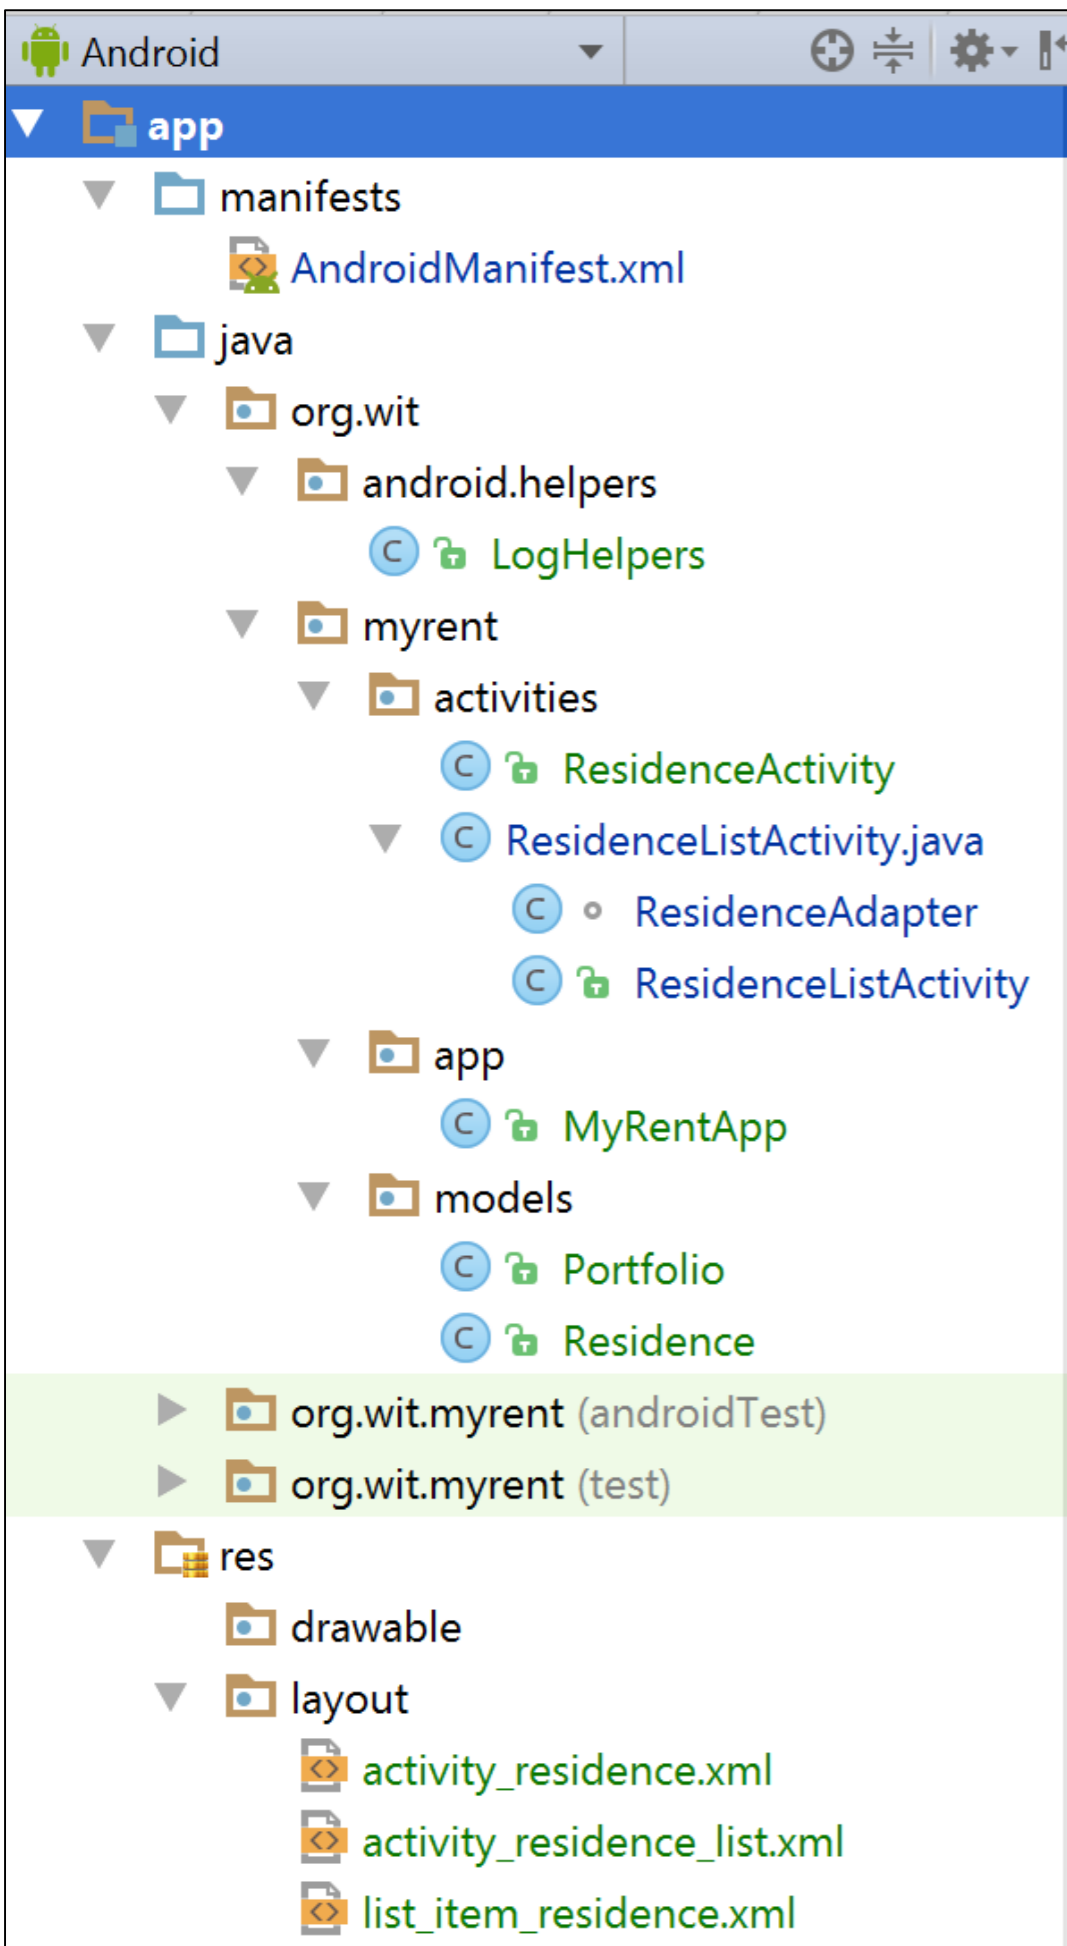 Android
app
manifests
AndroidManifest.xml
java
org.wit
android.helpers
C LogHelpers
myrent
activities
C ResidenceActivity
C ResidenceListActivity.java
C ResidenceAdapter
C ResidenceListActivity
app
C MyRentApp
models
C Portfolio
C Residence
org.wit.myrent (androidTest)
org.wit.myrent (test)
res
drawable
layout
activity_residence.xml
activity_residence_list.xml
list_item_residence.xml